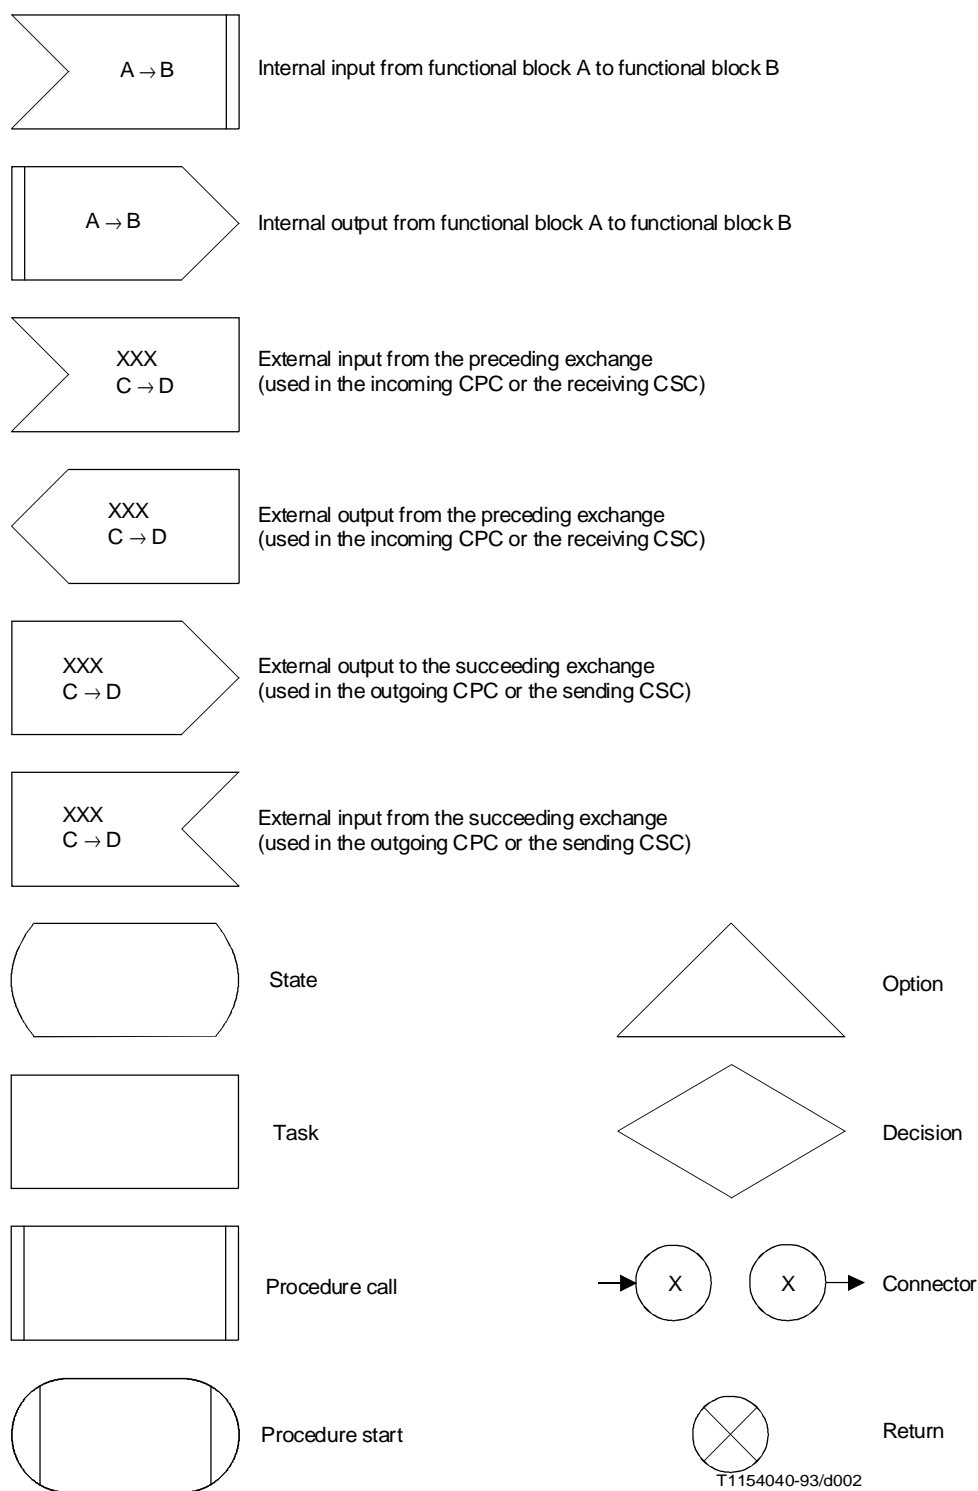 A → B
Internal input from functional block A to functional block B
A → B
Internal output from functional block A to functional block B
XXX
C → D
External input from the preceding exchange
(used in the incoming CPC or the receiving CSC)
XXX
C → D
External output from the preceding exchange
(used in the incoming CPC or the receiving CSC)
XXX
C → D
External output to the succeeding exchange
(used in the outgoing CPC or the sending CSC)
XXX
C → D
External input from the succeeding exchange
(used in the outgoing CPC or the sending CSC)
State
Option
Task
Decision
Procedure call
X
X
Connector
Procedure start
Return
T1154040-93/d002